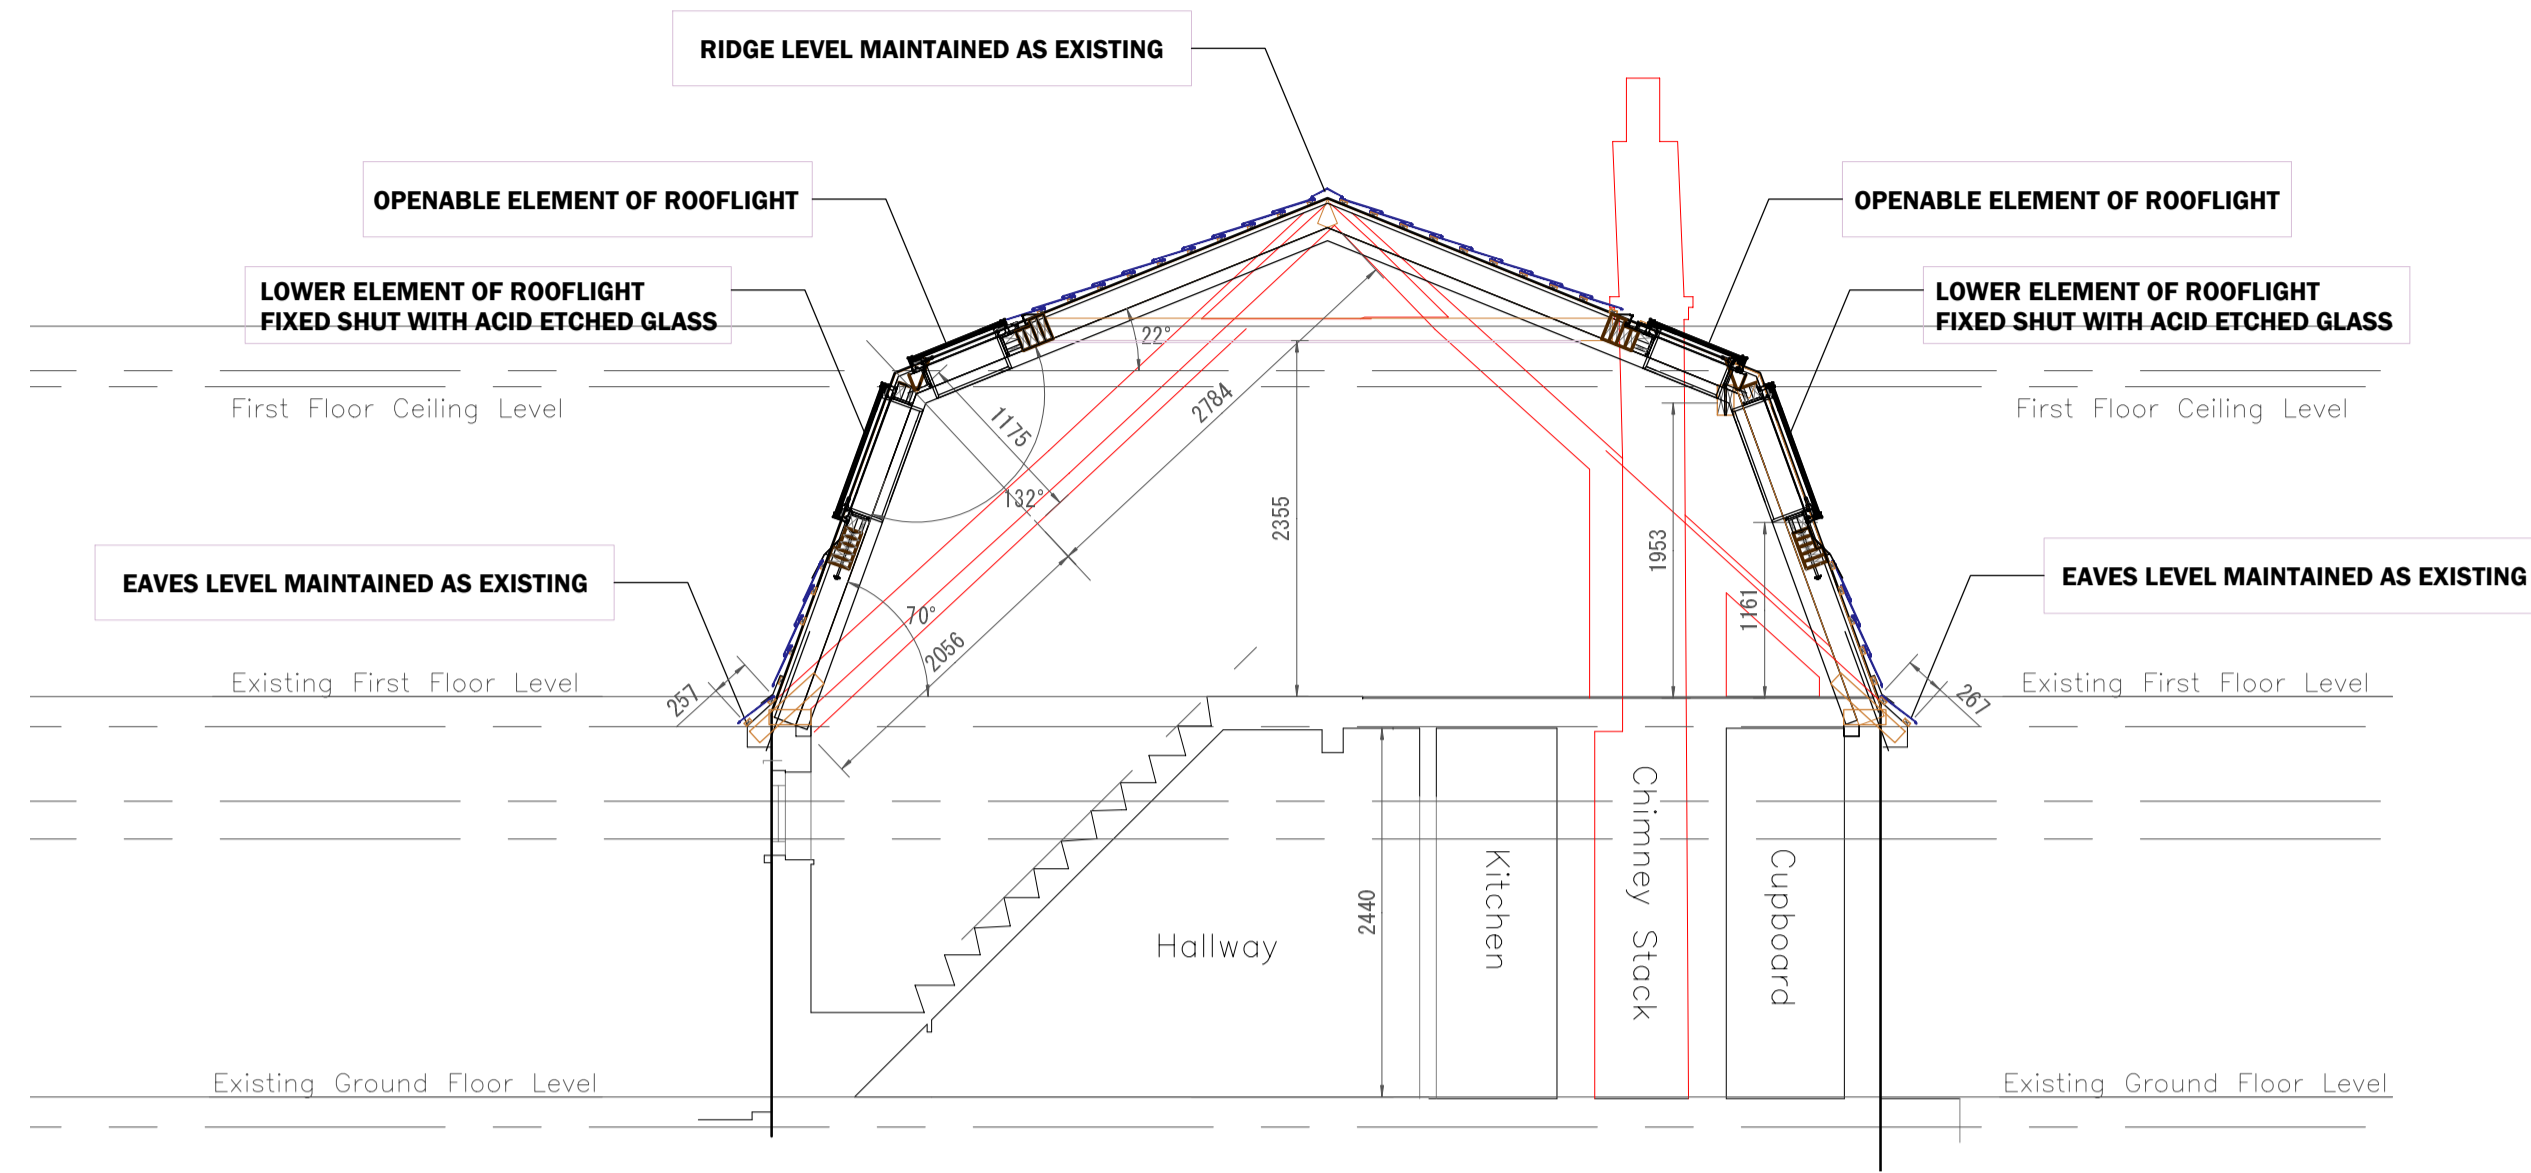 RIDGE LEVEL MAINTAINED AS EXISTING
OPENABLE ELEMENT OF ROOFLIGHT
OPENABLE ELEMENT OF ROOFLIGHT
LOWER ELEMENT OF ROOFLIGHT
FIXED SHUT WITH ACID ETCHED GLASS
LOWER ELEMENT OF ROOFLIGHT
FIXED SHUT WITH ACID ETCHED GLASS
22°
First Floor Ceiling Level
1175
2784
First Floor Ceiling Level
132°
2355
1953
EAVES LEVEL MAINTAINED AS EXISTING
EAVES LEVEL MAINTAINED AS EXISTING
70°
2056
1161
Existing First Floor Level
257
Existing First Floor Level
267
2440
Hallway
Kitchen
Chimney Stack
Cupboard
Existing Ground Floor Level
Existing Ground Floor Level